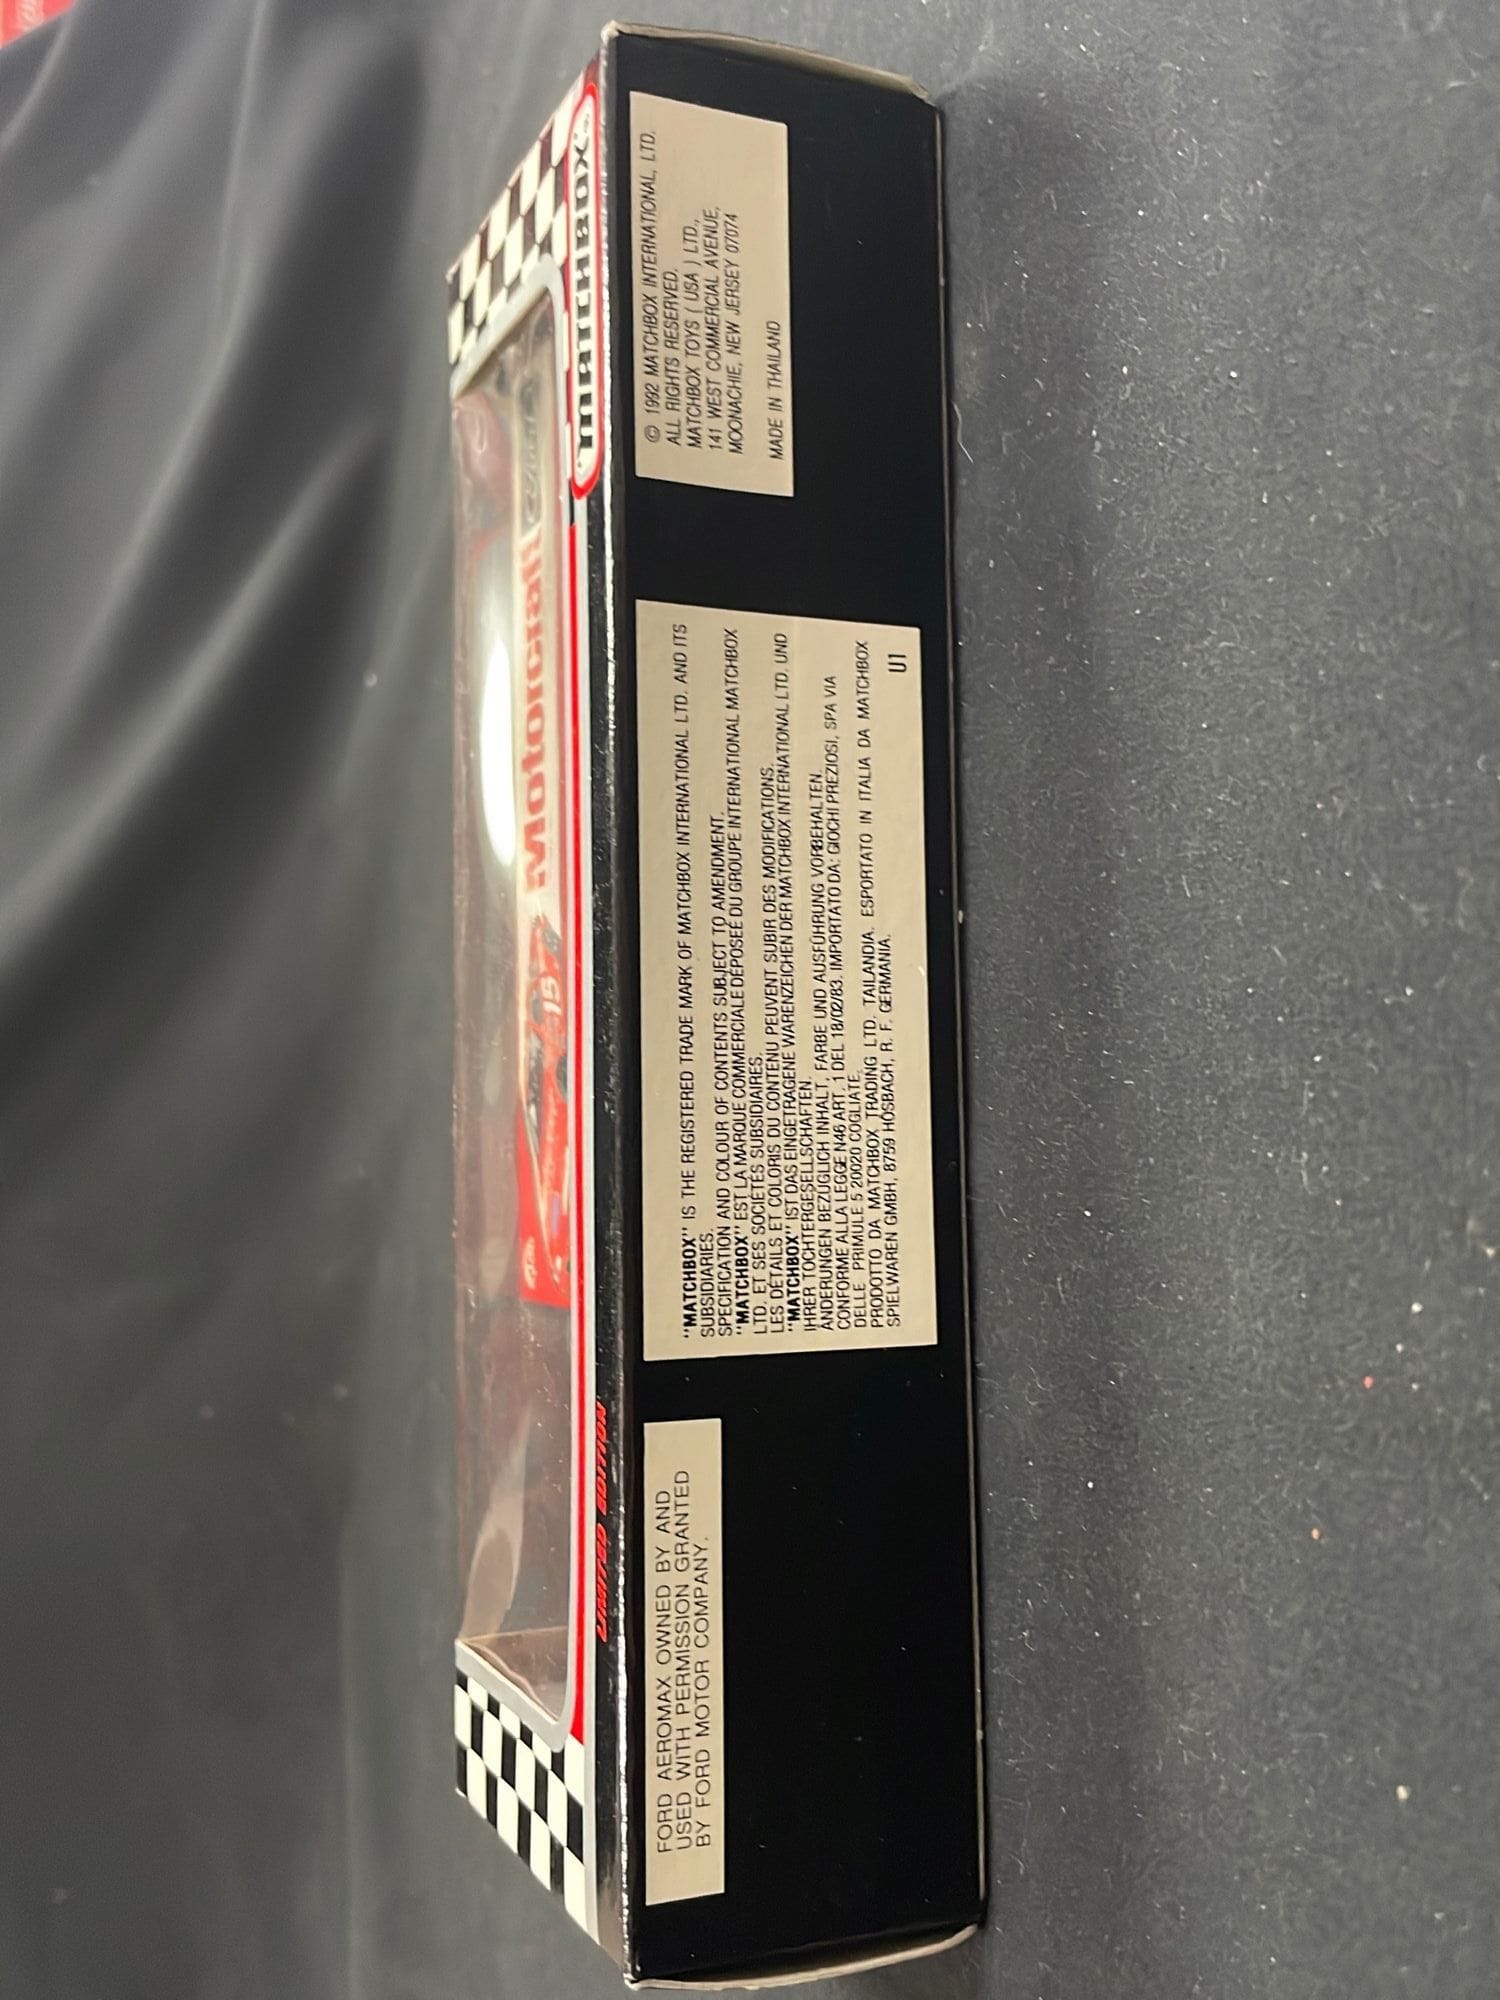 MATCHBOX
Motorcraft
15
LIMITED EDITION
FORD AEROMAX OWNED BY AND
USED WITH PERMISSION GRANTED
BY FORD MOTOR COMPANY.
"MATCHBOX" IS THE REGISTERED TRADE MARK OF MATCHBOX INTERNATIONAL LTD. AND ITS
SUBSIDIARIES.
SPECIFICATION AND COLOUR OF CONTENTS SUBJECT TO AMENDMENT.
"MATCHBOX" EST LA MARQUE COMMERCIALE DÉPOSÉE DU GROUPE INTERNATIONAL MATCHBOX
LTD. ET SES SOCIÉTÉS SUBSIDIAIRES.
LES DÉTAILS ET COLORIS DU CONTENU PEUVENT SUBIR DES MODIFICATIONS.
"MATCHBOX" IST DAS EINGETRAGENE WARENZEICHEN DER MATCHBOX INTERNATIONAL LTD. UND
IHRER TOCHTERGESELLSCHAFTEN.
ÄNDERUNGEN BEZÜGLICH INHALT, FARBE UND AUSFÜHRUNG VORBEHALTEN.
CONFORME ALLA LEGGE N46 ART. 1 DEL 18/02/83. IMPORTATO DA: GIOCHI PREZIOSI, SPA VIA
DELLE PRIMULE 5 20020 COGLIATE.
PRODOTTO DA MATCHBOX TRADING LTD. TAILANDIA. ESPORTATO IN ITALIA DA MATCHBOX
SPIELWAREN GMBH, 8759 HÖSBACH, R. F. GERMANIA.
U1
© 1992 MATCHBOX INTERNATIONAL, LTD.
ALL RIGHTS RESERVED.
MATCHBOX TOYS ( USA ) LTD.,
141 WEST COMMERCIAL AVENUE,
MOONACHIE, NEW JERSEY 07074
MADE IN THAILAND